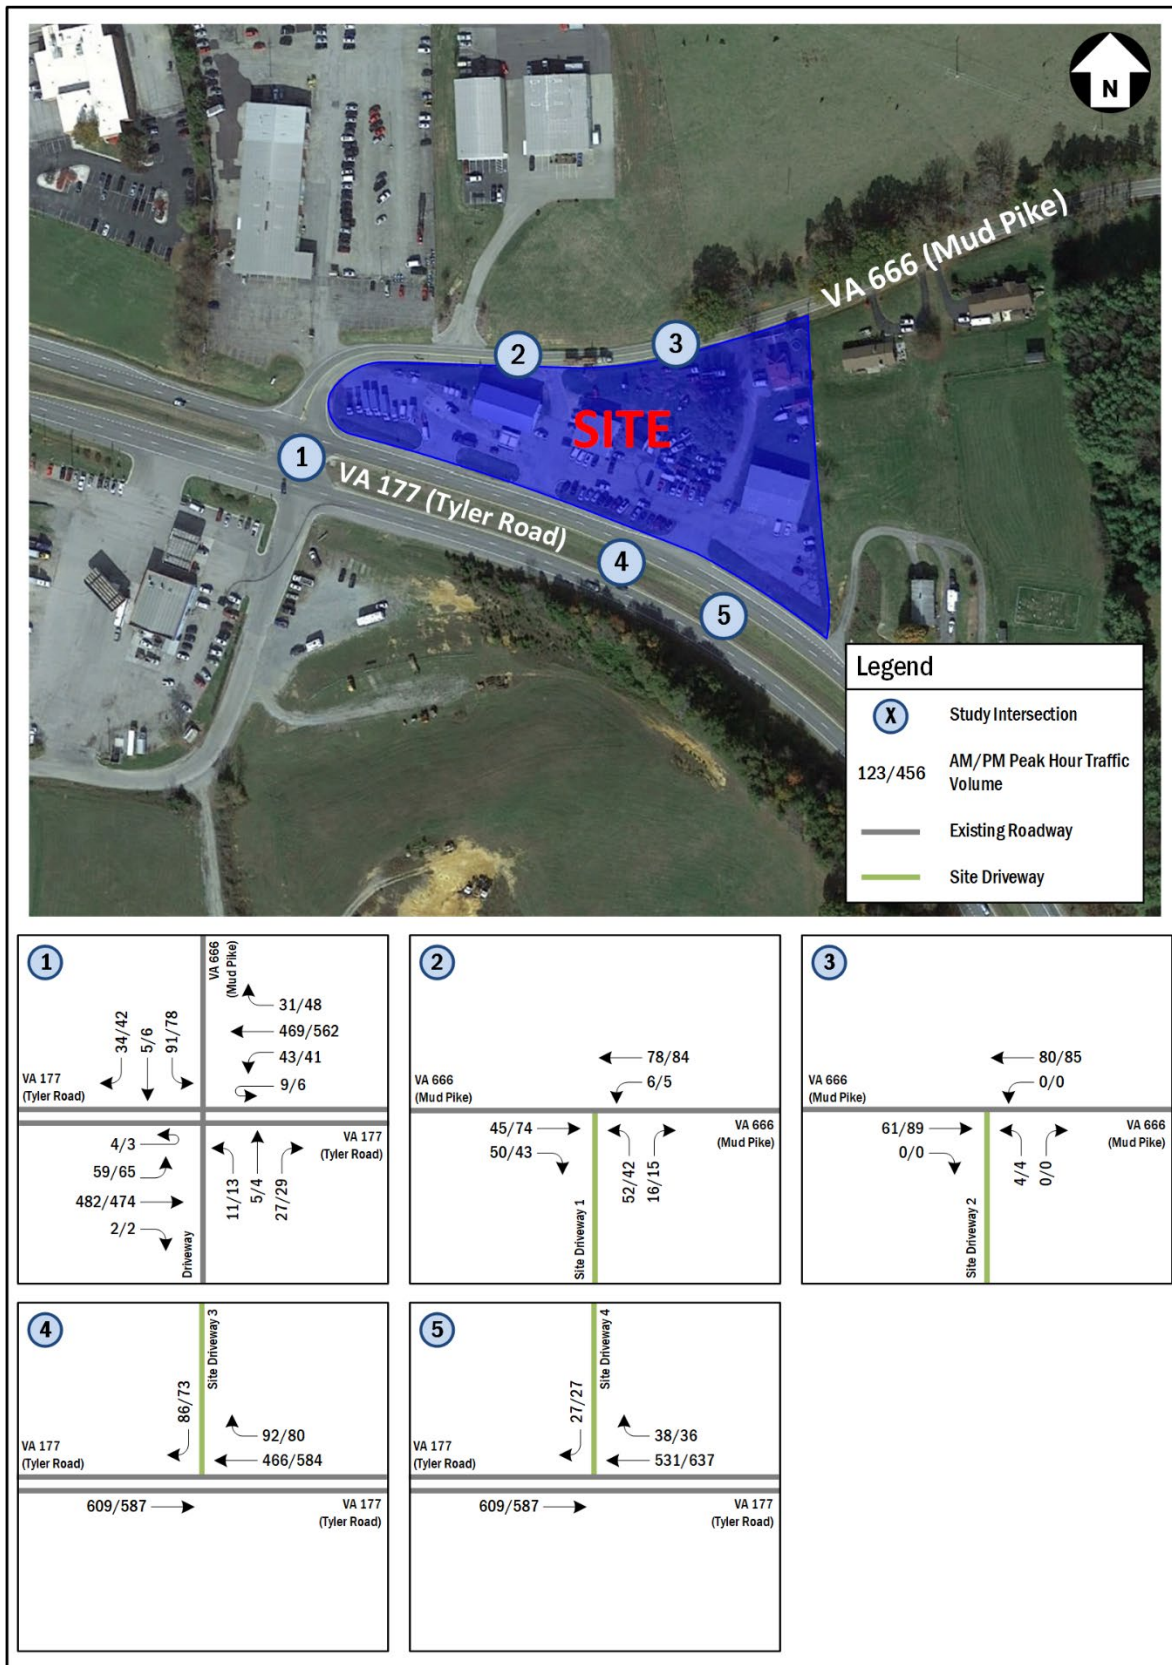 N
VA 666 (Mud Pike)
2
3
SITE
1
VA 177 (Tyler Road)
4
5
Legend
X
Study Intersection
123/456
AM/PM Peak Hour Traffic
Volume
Existing Roadway
Site Driveway
1
VA 666
(Mud Pike)
34/42
5/6
91/78
31/48
469/562
43/41
9/6
VA 177
(Tyler Road)
4/3
59/65
482/474
2/2
Driveway
11/13
5/4
27/29
VA 177
(Tyler Road)
2
78/84
6/5
VA 666
(Mud Pike)
45/74
50/43
Site Driveway 1
52/42
16/15
VA 666
(Mud Pike)
3
80/85
0/0
VA 666
(Mud Pike)
61/89
0/0
Site Driveway 2
4/4
0/0
VA 666
(Mud Pike)
4
Site Driveway 3
86/73
92/80
466/584
VA 177
(Tyler Road)
609/587
VA 177
(Tyler Road)
5
Site Driveway 4
27/27
38/36
531/637
VA 177
(Tyler Road)
609/587
VA 177
(Tyler Road)